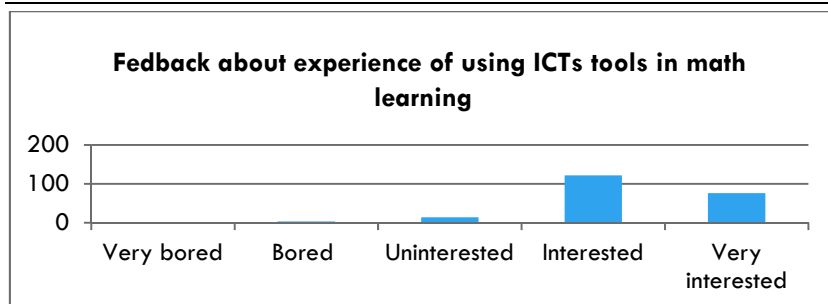 Fedback about experience of using ICTs tools in math
learning
200
100
0
Very bored Bored Uninterested Interested Very
interested